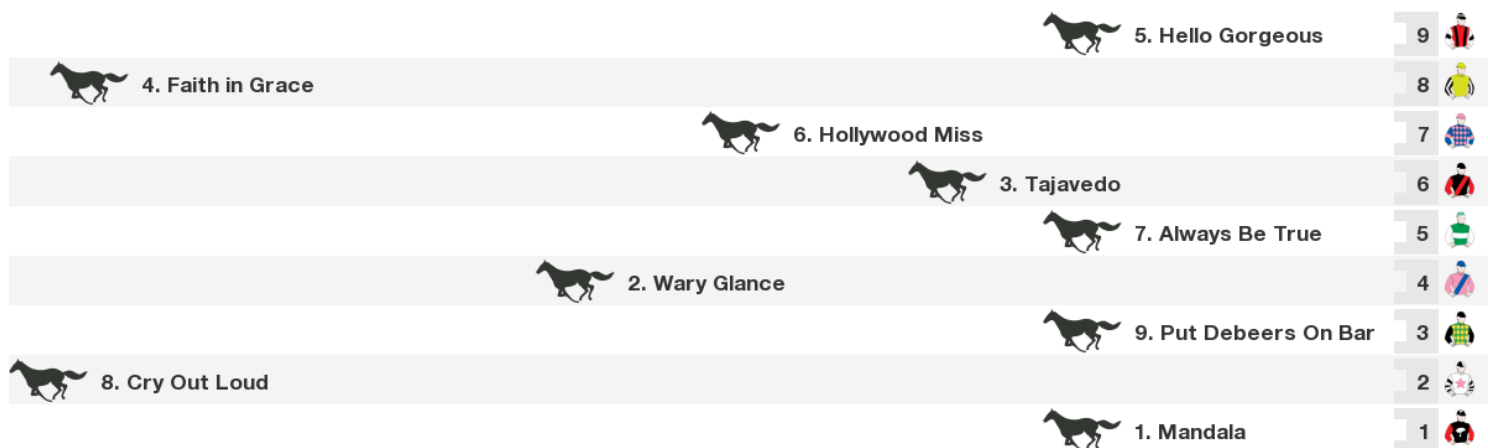 5. Hello Gorgeous 9
4. Faith in Grace 8
6. Hollywood Miss 7
3. Tajavedo 6
7. Always Be True 5
2. Wary Glance 4
9. Put Debeers On Bar 3
8. Cry Out Loud 2
1. Mandala 1